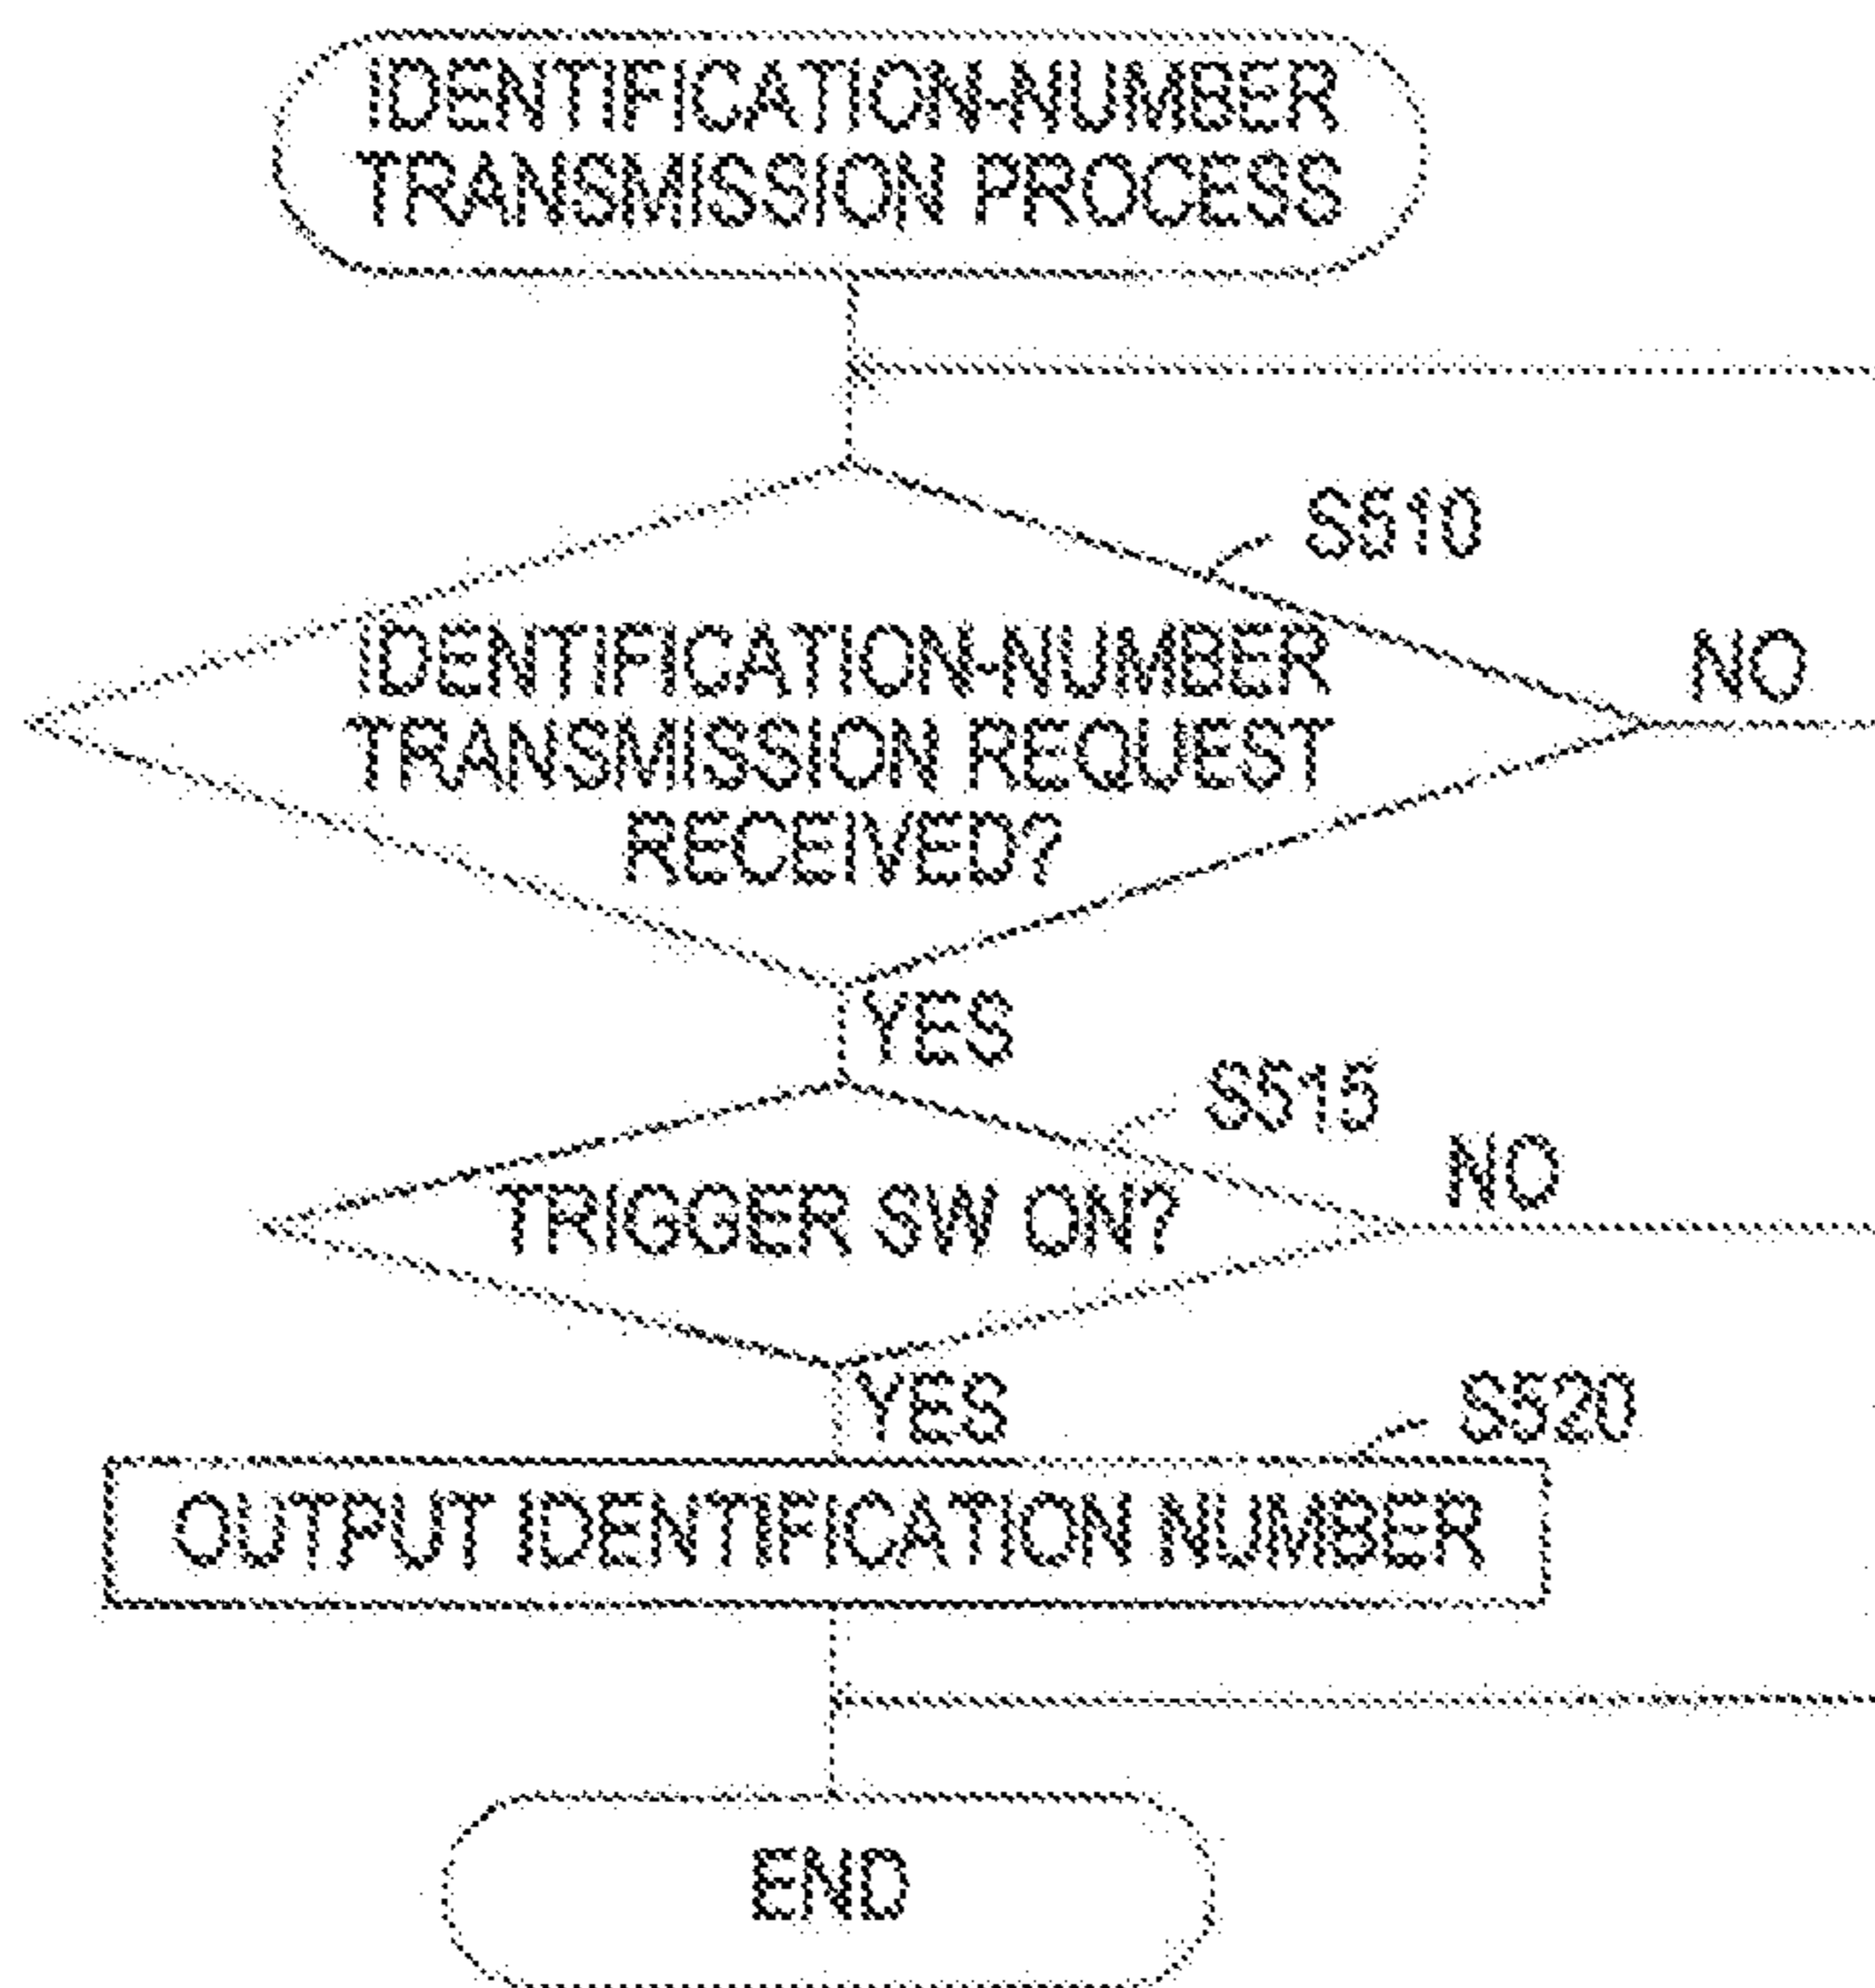 IDENTIFICATION-NUMBER
TRANSMISSION PROCESS
S510
IDENTIFICATION-NUMBER
TRANSMISSION REQUEST
RECEIVED?
NO
YES
S515
TRIGGER SW ON?
NO
YES
S520
OUTPUT IDENTIFICATION NUMBER
END